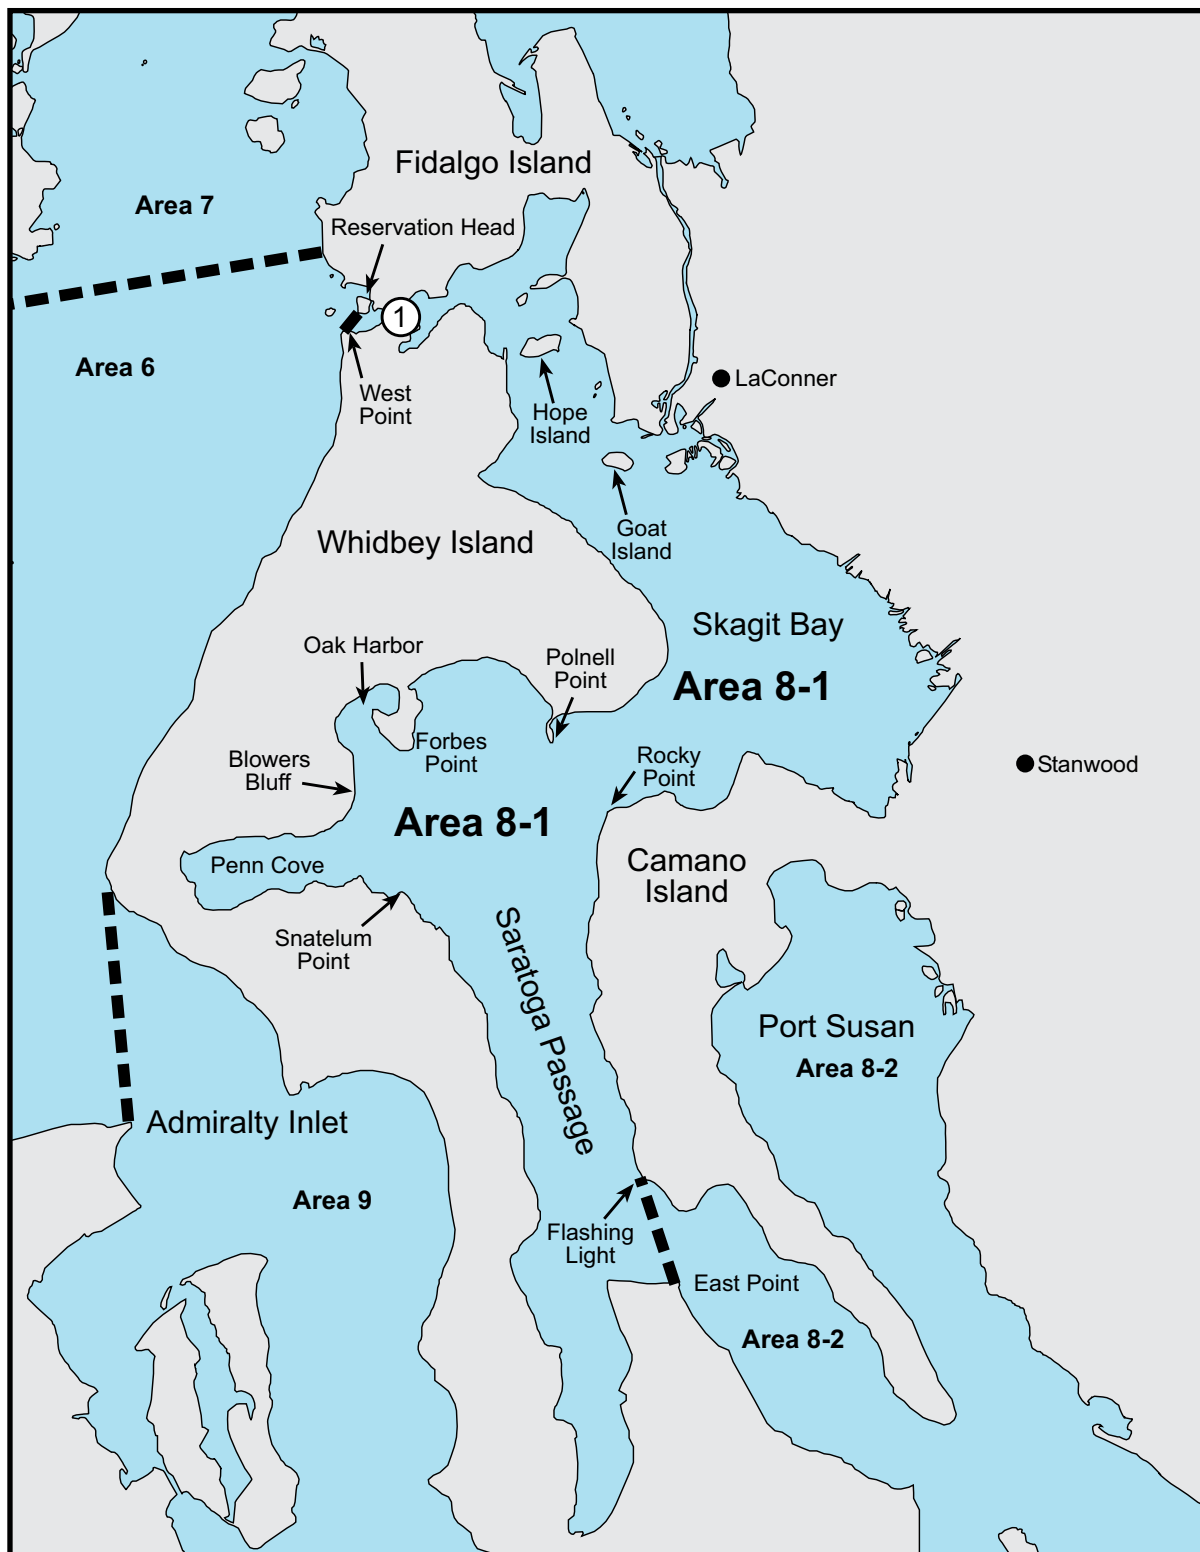 Fidalgo Island
Area 7
Reservation Head
1
Area 6
LaConner
West
Point
Hope
Island
Goat
Island
Whidbey Island
Skagit Bay
Oak Harbor
Polnell
Point
Area 8-1
Forbes
Point
Blowers
Bluff
Rocky
Point
Stanwood
Area 8-1
Penn Cove
Camano
Island
Snatelum
Point
Saratoga Passage
Port Susan
Area 8-2
Admiralty Inlet
Area 9
Flashing
Light
East Point
Area 8-2